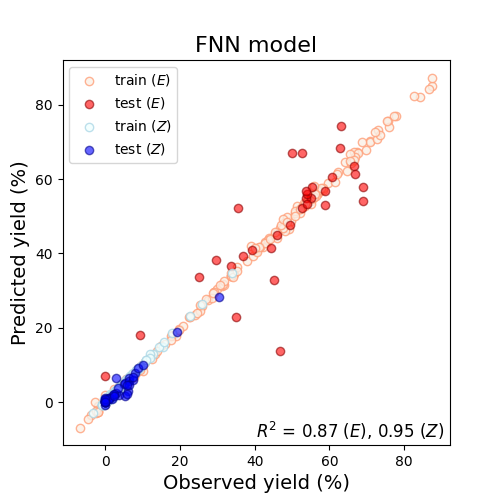 FNN model
train (E)
test (E)
train (Z)
test (Z)
Predicted yield (%)
80
60
40
20
0
R² = 0.87 (E), 0.95 (Z)
0 20 40 60 80
Observed yield (%)